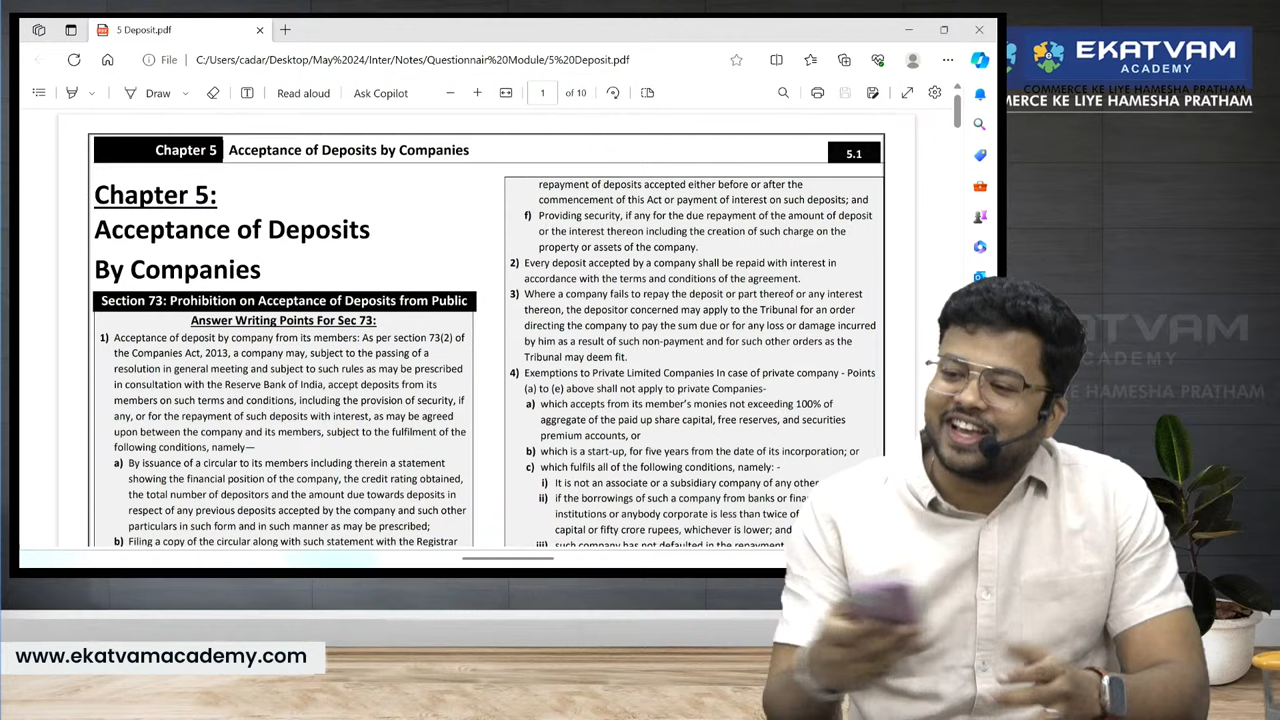 5 Deposit.pdf
File
C:/Users/cadar/Desktop/May%2024/Inter/Notes/Questionnair%20Module/5%20Deposit.pdf
Draw
Read aloud
Ask Copilot
1
of 10
Chapter 5
Acceptance of Deposits by Companies
5.1
Chapter 5:
Acceptance of Deposits
By Companies
Section 73: Prohibition on Acceptance of Deposits from Public
Answer Writing Points For Sec 73:
1) Acceptance of deposit by company from its members: As per section 73(2) of
the Companies Act, 2013, a company may, subject to the passing of a
resolution in general meeting and subject to such rules as may be prescribed
in consultation with the Reserve Bank of India, accept deposits from its
members on such terms and conditions, including the provision of security, if
any, or for the repayment of such deposits with interest, as may be agreed
upon between the company and its members, subject to the fulfilment of the
following conditions, namely—
a) By issuance of a circular to its members including therein a statement
showing the financial position of the company, the credit rating obtained,
the total number of depositors and the amount due towards deposits in
respect of any previous deposits accepted by the company and such other
particulars in such form and in such manner as may be prescribed;
b) Filing a copy of the circular along with such statement with the Registrar
repayment of deposits accepted either before or after the
commencement of this Act or payment of interest on such deposits; and
f) Providing security, if any for the due repayment of the amount of deposit
or the interest thereon including the creation of such charge on the
property or assets of the company.
2) Every deposit accepted by a company shall be repaid with interest in
accordance with the terms and conditions of the agreement.
3) Where a company fails to repay the deposit or part thereof or any interest
thereon, the depositor concerned may apply to the Tribunal for an order
directing the company to pay the sum due or for any loss or damage incurred
by him as a result of such non-payment and for such other orders as the
Tribunal may deem fit.
4) Exemptions to Private Limited Companies In case of private company - Points
(a) to (e) above shall not apply to private Companies-
a) which accepts from its member's monies not exceeding 100% of
aggregate of the paid up share capital, free reserves, and securities
premium accounts, or
b) which is a start-up, for five years from the date of its incorporation; or
c) which fulfils all of the following conditions, namely: -
i) It is not an associate or a subsidiary company of any other
ii) if the borrowings of such a company from banks or
institutions or anybody corporate is less than twice of
capital or fifty crore rupees, whichever is lower; and
iii) such company has not defaulted in the repayment
EKATVAM
ACADEMY
COMMERCE KE LIYE HAMESHA PRATHAM
MERCE KE LIYE HAMESHA PRATHAM
EKATVAM
ACADEMY
KE LIYE HAMESHA PRATHAM
www.ekatvamacademy.com